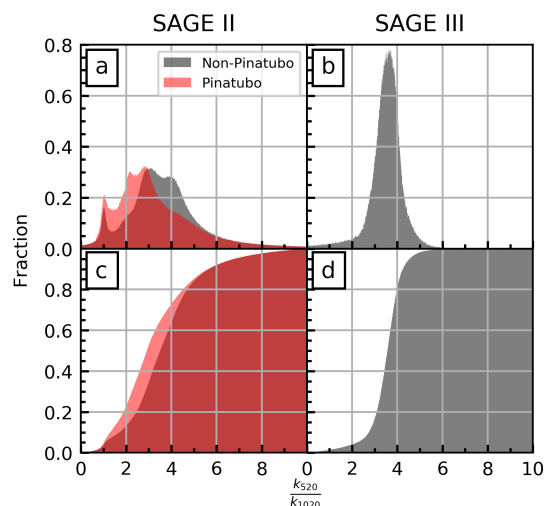 SAGE II SAGE III
0.8
a
Non-Pinatubo
Pinatubo
b
0.6
0.4
0.2
0.0
Fraction
c
d
0.8
0.6
0.4
0.2
0.0
0 2 4 6 8 0 2 4 6 8 10
k520
k1020